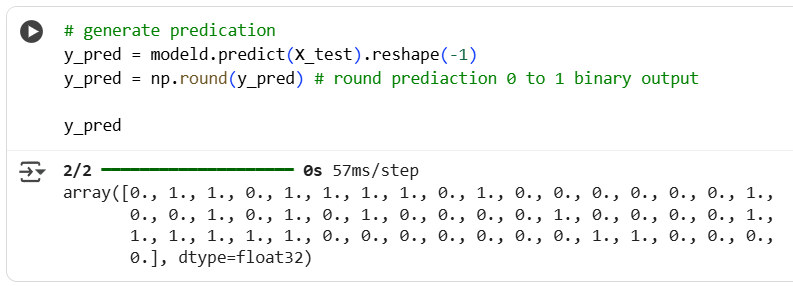 # generate predication
y_pred = modeld.predict(X_test).reshape(-1)
y_pred = np.round(y_pred) # round prediaction 0 to 1 binary output
y_pred
2/2 ━━━━━━━━━━━━━━━━━━━━ 0s 57ms/step
array([0., 1., 1., 0., 1., 1., 1., 1., 0., 1., 0., 0., 0., 0., 0., 0., 1.,
0., 0., 1., 0., 1., 0., 1., 0., 0., 0., 0., 1., 0., 0., 0., 0., 1.,
1., 1., 1., 1., 1., 0., 0., 0., 0., 0., 0., 0., 1., 1., 0., 0., 0.,
0.], dtype=float32)